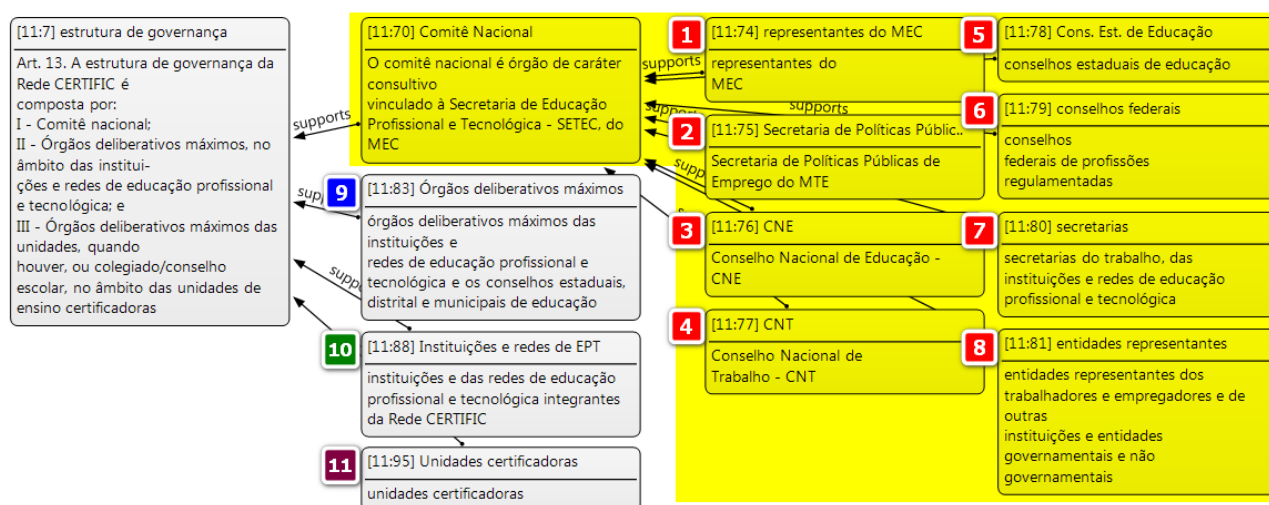 [11:7] estrutura de governança
Art. 13. A estrutura de governança da
Rede CERTIFIC é
composta por:
I - Comitê nacional;
II - Órgãos deliberativos máximos, no
âmbito das institui-
ções e redes de educação profissional
e tecnológica; e
III - Órgãos deliberativos máximos das
unidades, quando
houver, ou colegiado/conselho
escolar, no âmbito das unidades de
ensino certificadoras
supports
supports
[11:70] Comitê Nacional
O comitê nacional é órgão de caráter
consultivo
vinculado à Secretaria de Educação
Profissional e Tecnológica - SETEC, do
MEC
9
[11:83] Órgãos deliberativos máximos
órgãos deliberativos máximos das
instituições e
redes de educação profissional e
tecnológica e os conselhos estaduais,
distrital e municipais de educação
10
[11:88] Instituições e redes de EPT
instituições e das redes de educação
profissional e tecnológica integrantes
da Rede CERTIFIC
11
[11:95] Unidades certificadoras
unidades certificadoras
supports
supports
1
[11:74] representantes do MEC
representantes do
MEC
2
[11:75] Secretaria de Políticas Públic..
Secretaria de Políticas Públicas de
Emprego do MTE
3
[11:76] CNE
Conselho Nacional de Educação -
CNE
4
[11:77] CNT
Conselho Nacional de
Trabalho - CNT
5
[11:78] Cons. Est. de Educação
conselhos estaduais de educação
6
[11:79] conselhos federais
conselhos
federais de profissões
regulamentadas
7
[11:80] secretarias
secretarias do trabalho, das
instituições e redes de educação
profissional e tecnológica
8
[11:81] entidades representantes
entidades representantes dos
trabalhadores e empregadores e de
outras
instituições e entidades
governamentais e não
governamentais